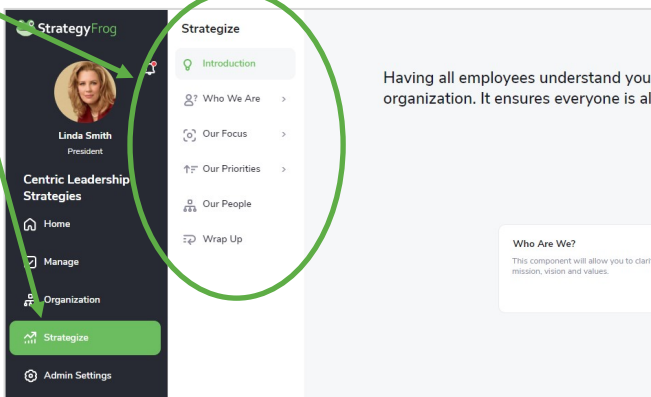 StrategyFrog
Linda Smith
President
Centric Leadership
Strategies
Home
Manage
Organization
Strategize
Admin Settings
Strategize
Introduction
Who We Are
Our Focus
Our Priorities
Our People
Wrap Up
Having all employees understand you
organization. It ensures everyone is al
Who Are We?
This component will allow you to clari
mission, vision and values.